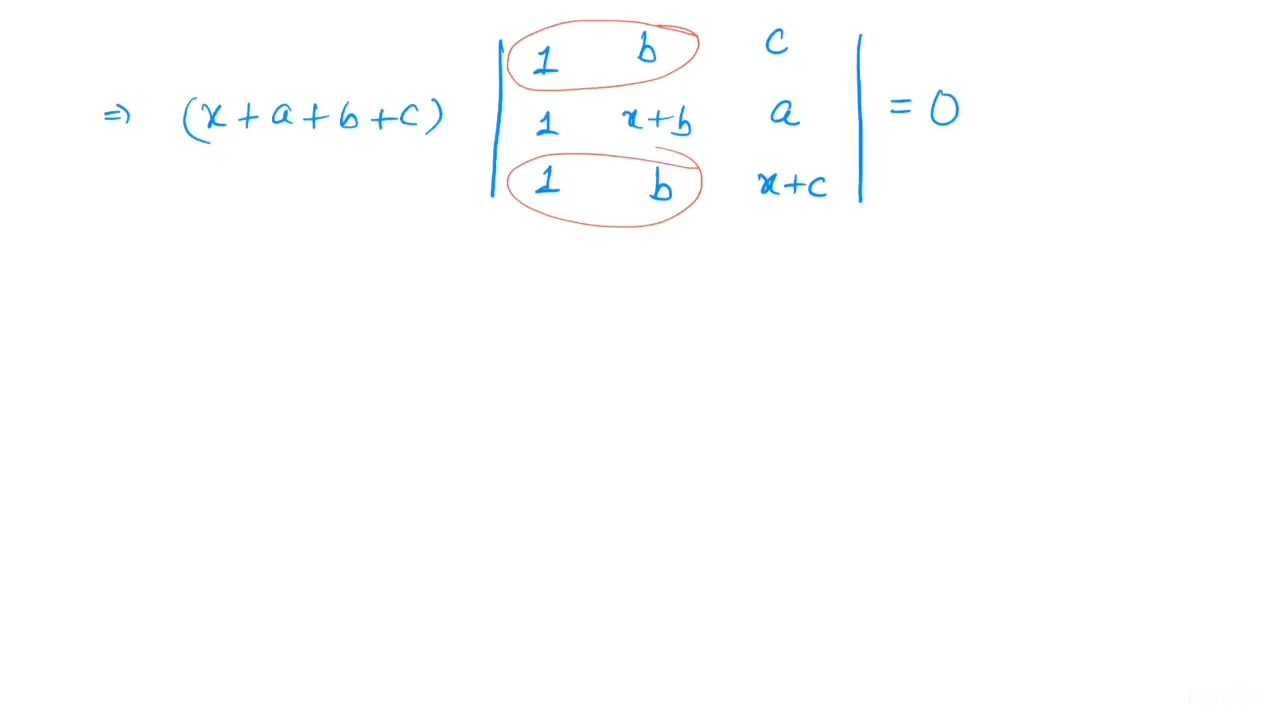 1 b c
⇒ (x + a + b + c) 1 x+b a = 0
1 b x+c